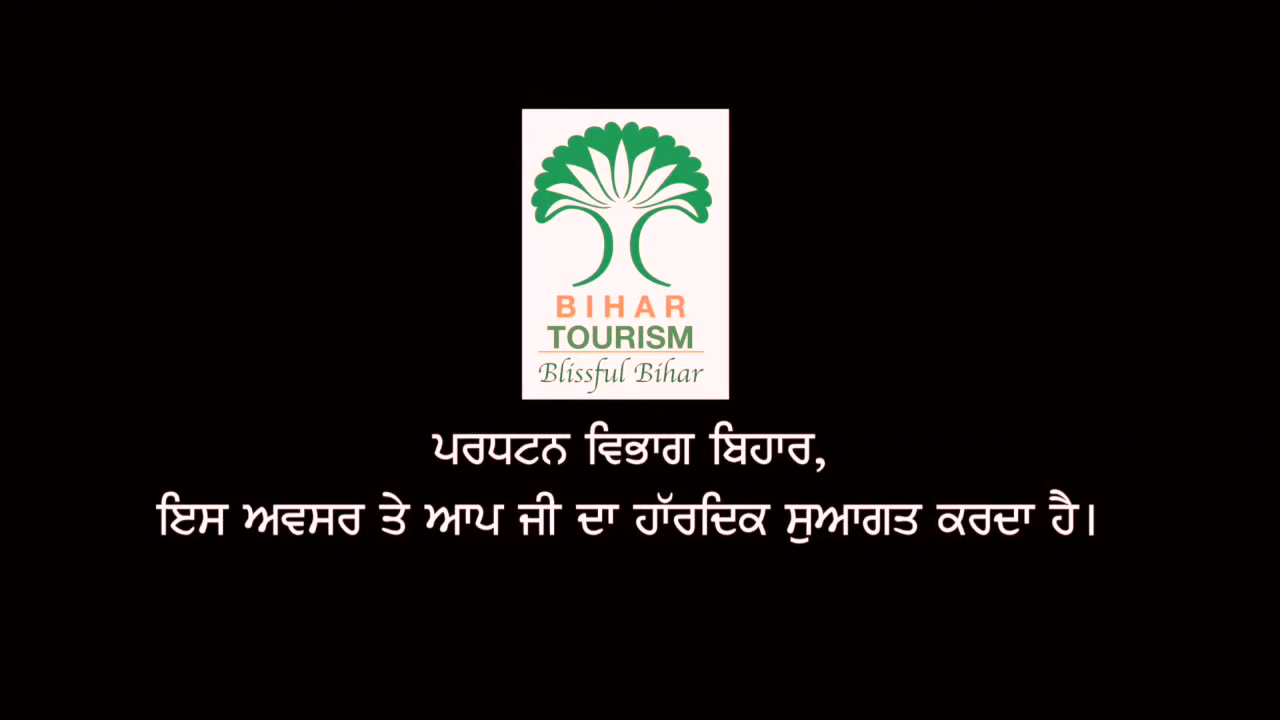 BIHAR
TOURISM
Blissful Bihar
ਪਰਧਟਨ ਵਿਭਾਗ ਬਿਹਾਰ,
ਇਸ ਅਵਸਰ ਤੇ ਆਪ ਜੀ ਦਾ ਹਾੱਰਦਿਕ ਸੁਆਗਤ ਕਰਦਾ ਹੈ।